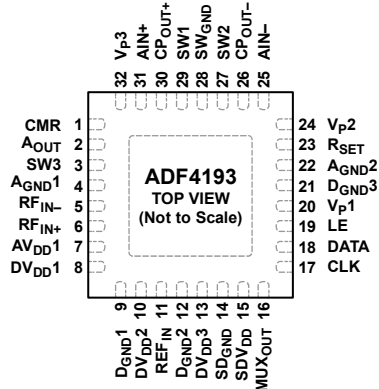 VP3
AIN+
CPOUT+
SW1
SWGND
SW2
CPOUT–
AIN–
32 31 30 29 28 27 26 25
CMR 1
AOUT 2
SW3 3
AGND1 4
RFIN– 5
RFIN+ 6
AVDD1 7
DVDD1 8
ADF4193
TOP VIEW
(Not to Scale)
24 VP2
23 RSET
22 AGND2
21 DGND3
20 VP1
19 LE
18 DATA
17 CLK
9 10 11 12 13 14 15 16
DGND1
DVDD2
REFIN
DGND2
DVDD3
SDGND
SDVDD
MUXOUT